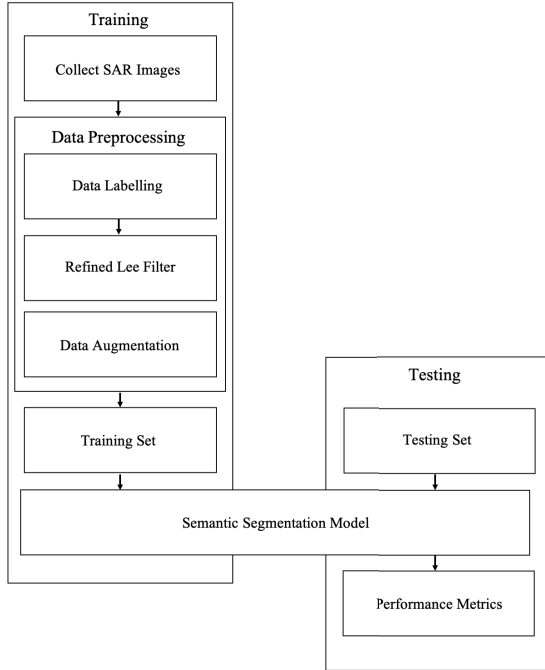 Training
Collect SAR Images
Data Preprocessing
Data Labelling
Refined Lee Filter
Data Augmentation
Training Set
Testing
Testing Set
Semantic Segmentation Model
Performance Metrics